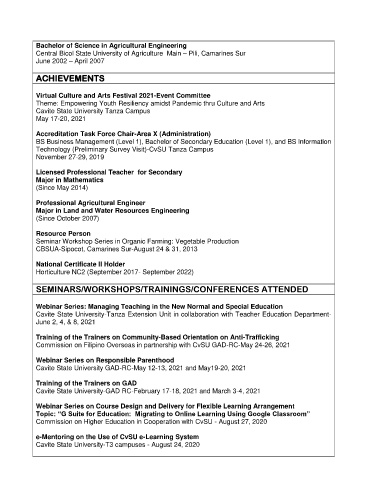 Bachelor of Science in Agricultural Engineering
Central Bicol State University of Agriculture Main – Pili, Camarines Sur
June 2002 – April 2007
ACHIEVEMENTS
Virtual Culture and Arts Festival 2021-Event Committee
Theme: Empowering Youth Resiliency amidst Pandemic thru Culture and Arts
Cavite State University Tanza Campus
May 17-20, 2021
Accreditation Task Force Chair-Area X (Administration)
BS Business Management (Level 1), Bachelor of Secondary Education (Level 1), and BS Information
Technology (Preliminary Survey Visit)-CvSU Tanza Campus
November 27-29, 2019
Licensed Professional Teacher for Secondary
Major in Mathematics
(Since May 2014)
Professional Agricultural Engineer
Major in Land and Water Resources Engineering
(Since October 2007)
Resource Person
Seminar Workshop Series in Organic Farming: Vegetable Production
CBSUA-Sipocot, Camarines Sur-August 24 & 31, 2013
National Certificate II Holder
Horticulture NC2 (September 2017- September 2022)
SEMINARS/WORKSHOPS/TRAININGS/CONFERENCES ATTENDED
Webinar Series: Managing Teaching in the New Normal and Special Education
Cavite State University-Tanza Extension Unit in collaboration with Teacher Education Department-
June 2, 4, & 8, 2021
Training of the Trainers on Community-Based Orientation on Anti-Trafficking
Commission on Filipino Overseas in partnership with CvSU GAD-RC-May 24-26, 2021
Webinar Series on Responsible Parenthood
Cavite State University GAD-RC-May 12-13, 2021 and May19-20, 2021
Training of the Trainers on GAD
Cavite State University-GAD RC-February 17-18, 2021 and March 3-4, 2021
Webinar Series on Course Design and Delivery for Flexible Learning Arrangement
Topic: “G Suite for Education: Migrating to Online Learning Using Google Classroom”
Commission on Higher Education in Cooperation with CvSU - August 27, 2020
e-Mentoring on the Use of CvSU e-Learning System
Cavite State University-T3 campuses - August 24, 2020